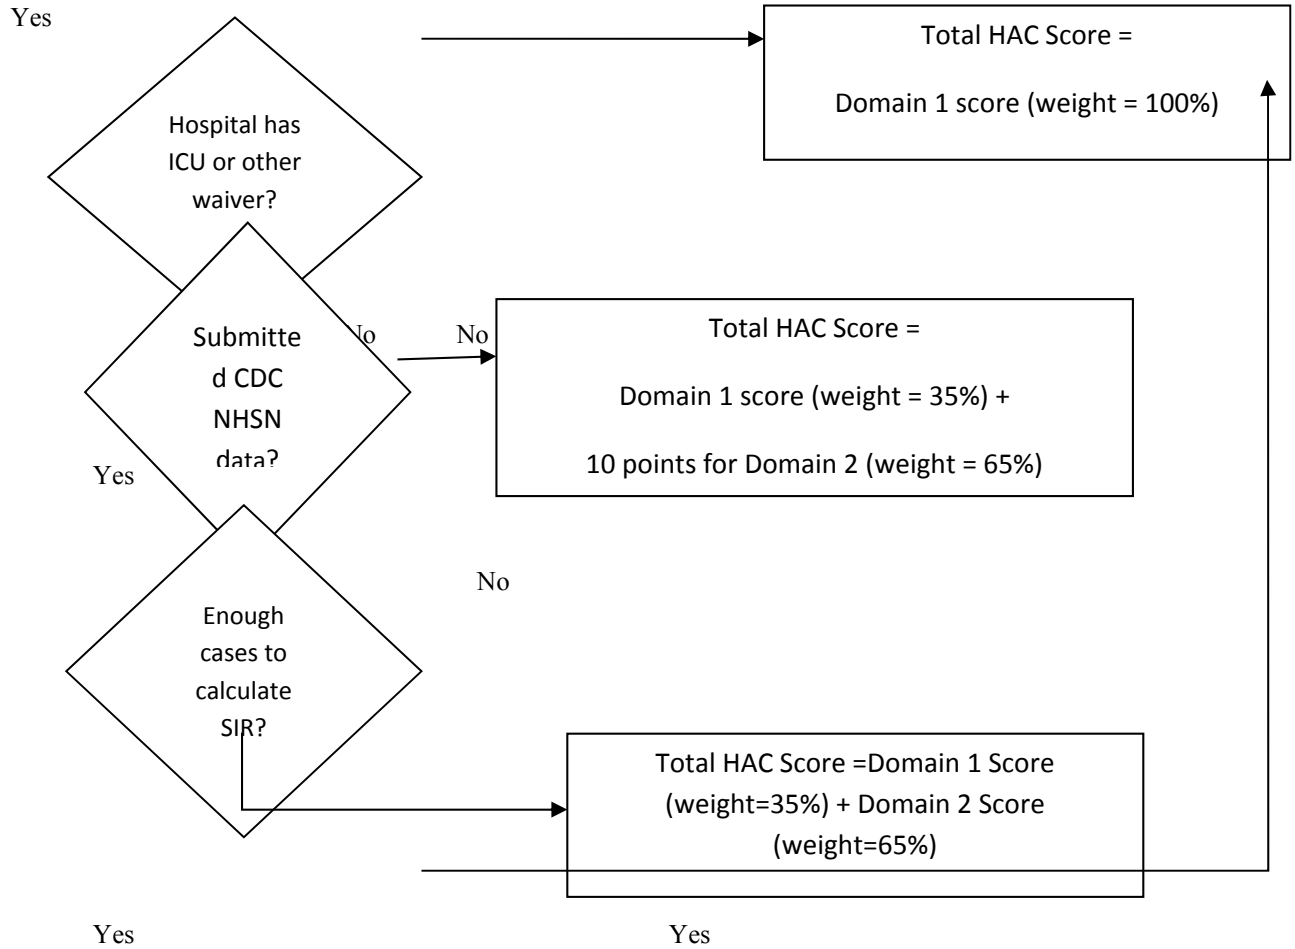 Yes
Total HAC Score =
Domain 1 score (weight = 100%)
Hospital has
ICU or other
waiver?
Submitte
d CDC
NHSN
data?
No
No
Total HAC Score =
Domain 1 score (weight = 35%) +
10 points for Domain 2 (weight = 65%)
Yes
No
Enough
cases to
calculate
SIR?
Total HAC Score =Domain 1 Score
(weight=35%) + Domain 2 Score
(weight=65%)
Yes
Yes